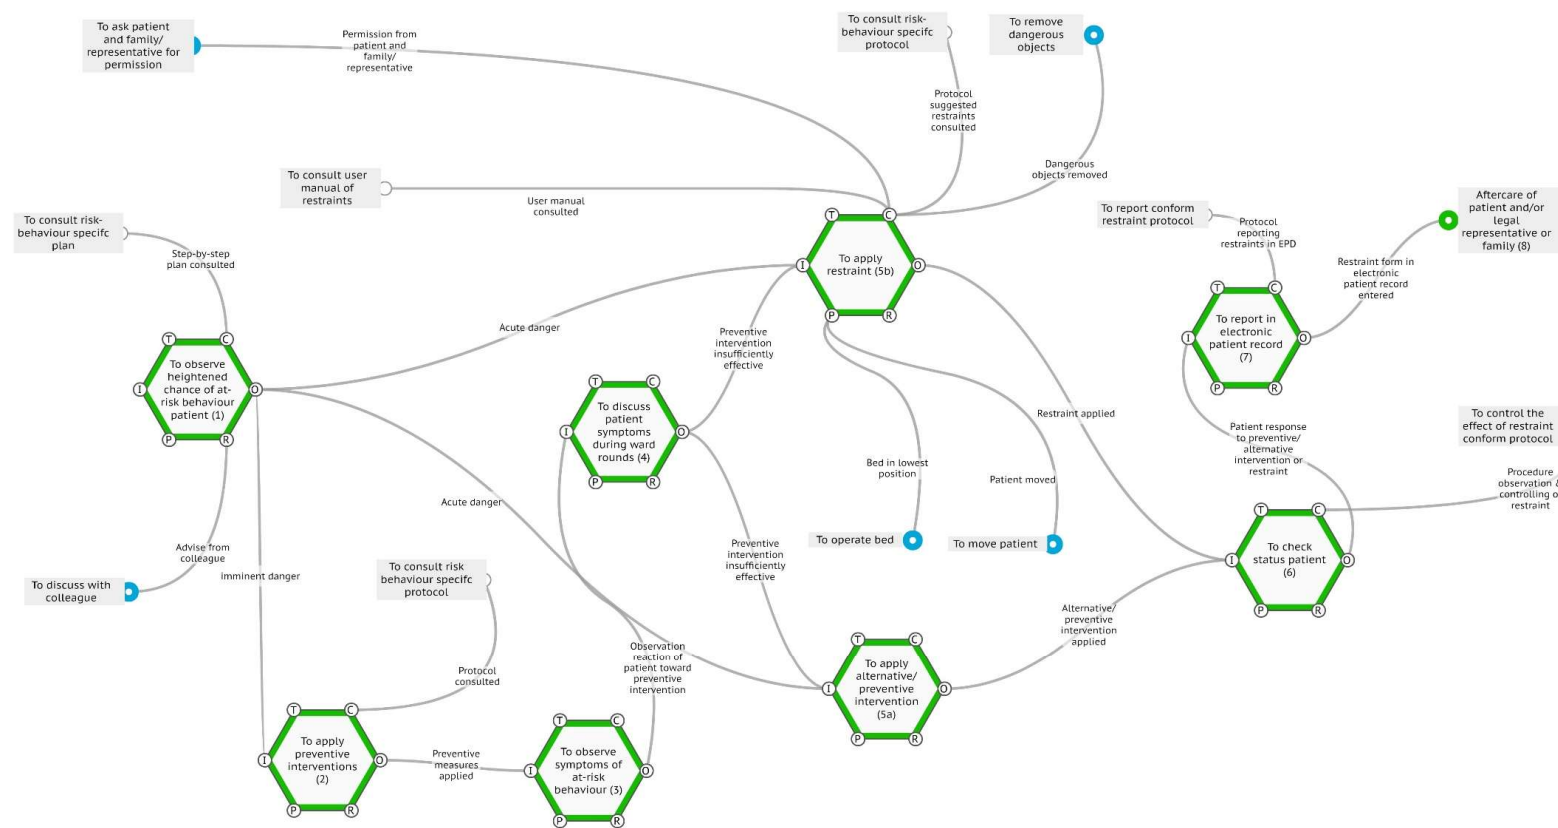 To ask patient
and family/
representative for
permission
Permission from
patient and
family/
representative
To consult risk-
behaviour specifc
protocol
To remove
dangerous
objects
Protocol
suggested
restraints
consulted
Dangerous
objects removed
To consult user
manual of
restraints
User manual
consulted
To consult risk-
behaviour specifc
plan
Step-by-step
plan consulted
To report conform
restraint protocol
Protocol
reporting
restraints in EPD
Aftercare of
patient and/or
legal
representative or
family (8)
Restraint form in
electronic
patient record
entered
T
C
I
To apply
restraint (5b)
O
P
R
T
C
I
To report in
electronic
patient record
(7)
O
P
R
Acute danger
Preventive
intervention
insufficiently
effective
T
C
I
To observe
heightened
chance of at-
risk behaviour
patient (1)
O
P
R
T
C
I
To discuss
patient
symptoms
during ward
rounds (4)
O
P
R
Restraint applied
Patient response
to preventive/
alternative
intervention or
restraint
To control the
effect of restraint
conform protocol
Procedure
observation &
controlling o
restraint
Bed in lowest
position
Patient moved
Acute danger
To operate bed
To move patient
T
C
I
To check
status patient
(6)
O
P
R
Advise from
colleague
To discuss with
colleague
imminent danger
To consult risk
behaviour specifc
protocol
Preventive
intervention
insufficiently
effective
Protocol
consulted
Observation
reaction of
patient toward
preventive
intervention
Alternative/
preventive
intervention
applied
T
C
I
To apply
alternative/
preventive
intervention
(5a)
O
P
R
T
C
I
To apply
preventive
interventions
(2)
O
P
R
Preventive
measures
applied
T
C
I
To observe
symptoms of
at-risk
behaviour (3)
O
P
R